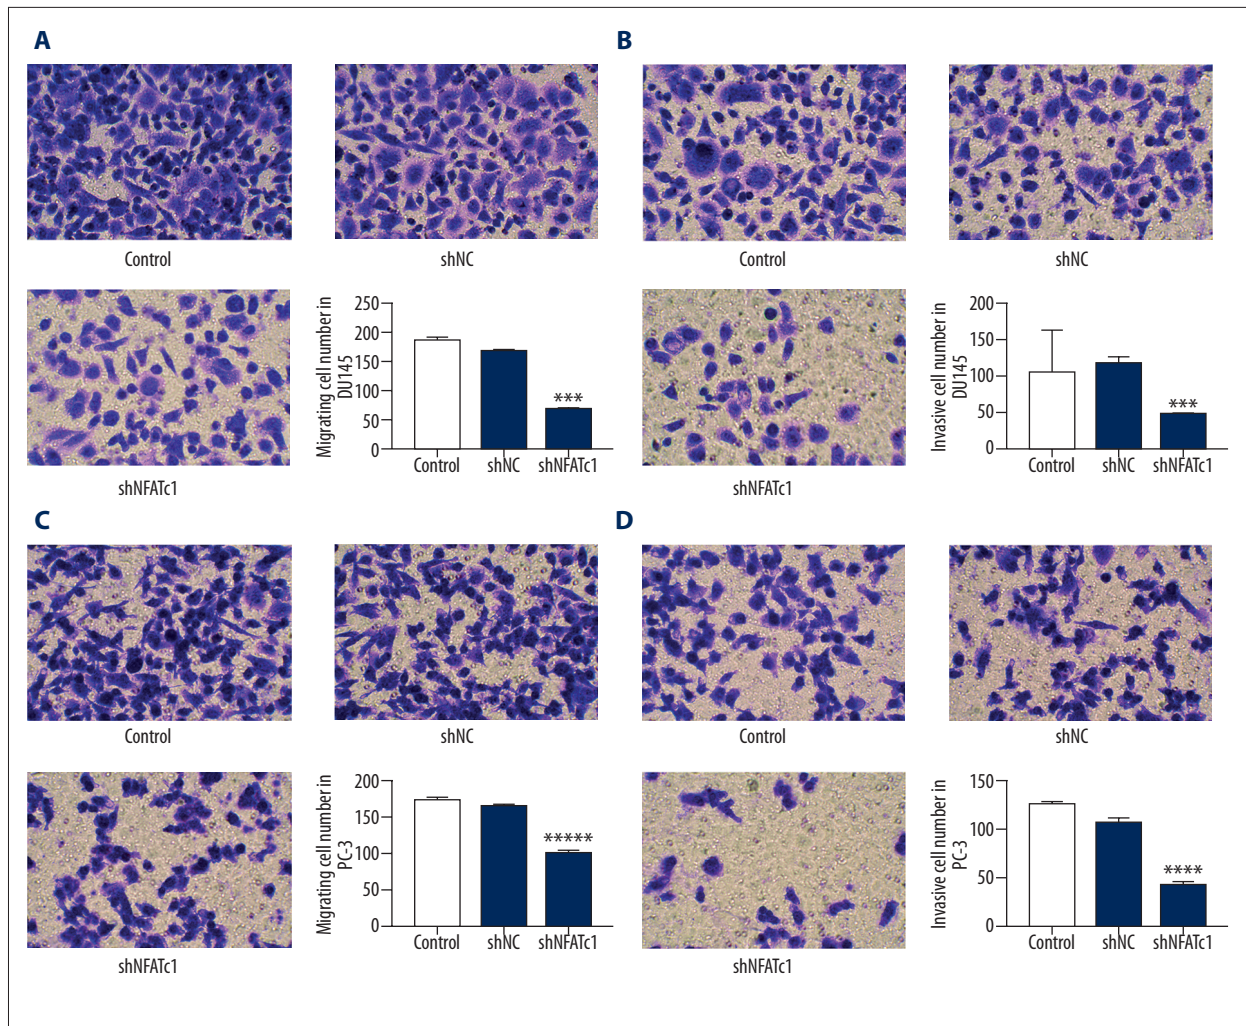 A
B
Control
shNC
Control
shNC
Migrating cell number in
DU145
250
200
150
100
50
0
***
Control
shNC
shNFATc1
shNFATc1
Invasive cell number in
DU145
200
150
100
50
0
***
Control
shNC
shNFATc1
shNFATc1
C
D
Control
shNC
Control
shNC
Migrating cell number in
PC-3
200
150
100
50
0
*****
Control
shNC
shNFATc1
shNFATc1
Invasive cell number in
PC-3
150
100
50
0
****
Control
shNC
shNFATc1
shNFATc1